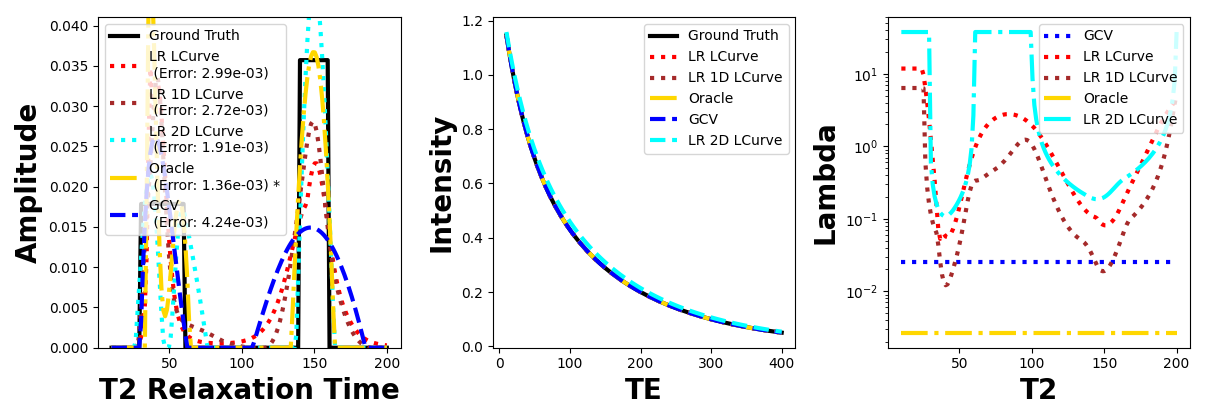 0.040
0.035
0.030
0.025
0.020
0.015
0.010
0.005
0.000
50
100
150
200
Amplitude
T2 Relaxation Time
Ground Truth
LR LCurve
(Error: 2.99e-03)
LR 1D LCurve
(Error: 2.72e-03)
LR 2D LCurve
(Error: 1.91e-03)
Oracle
(Error: 1.36e-03) *
GCV
(Error: 4.24e-03)
1.2
1.0
0.8
0.6
0.4
0.2
0.0
0
100
200
300
400
Intensity
TE
Ground Truth
LR LCurve
LR 1D LCurve
Oracle
GCV
LR 2D LCurve
10¹
10⁰
10⁻¹
10⁻²
50
100
150
200
Lambda
T2
GCV
LR LCurve
LR 1D LCurve
Oracle
LR 2D LCurve